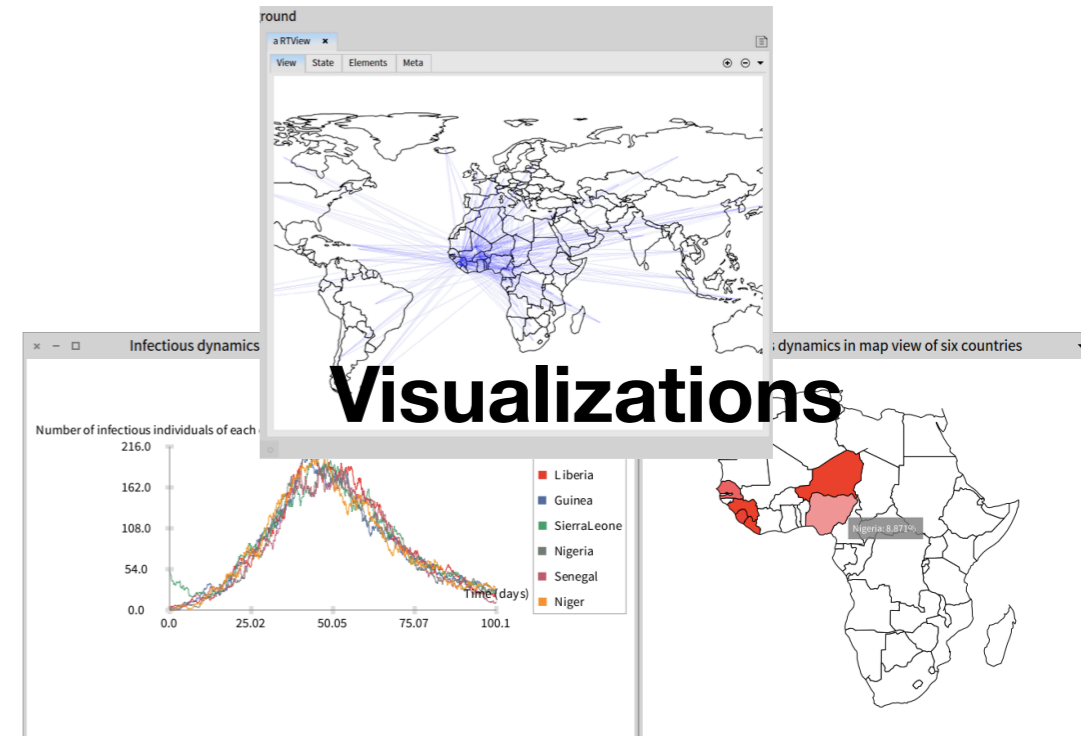 round
a RTView
View State Elements Meta
Visualizations
Infectious dynamics
Number of infectious individuals of each
216.0
162.0
108.0
54.0
0.0
0.0 25.02 50.05 75.07 100.1
Time (days)
Liberia
Guinea
SierraLeone
Nigeria
Senegal
Niger
dynamics in map view of six countries
Nigeria: 8.871%